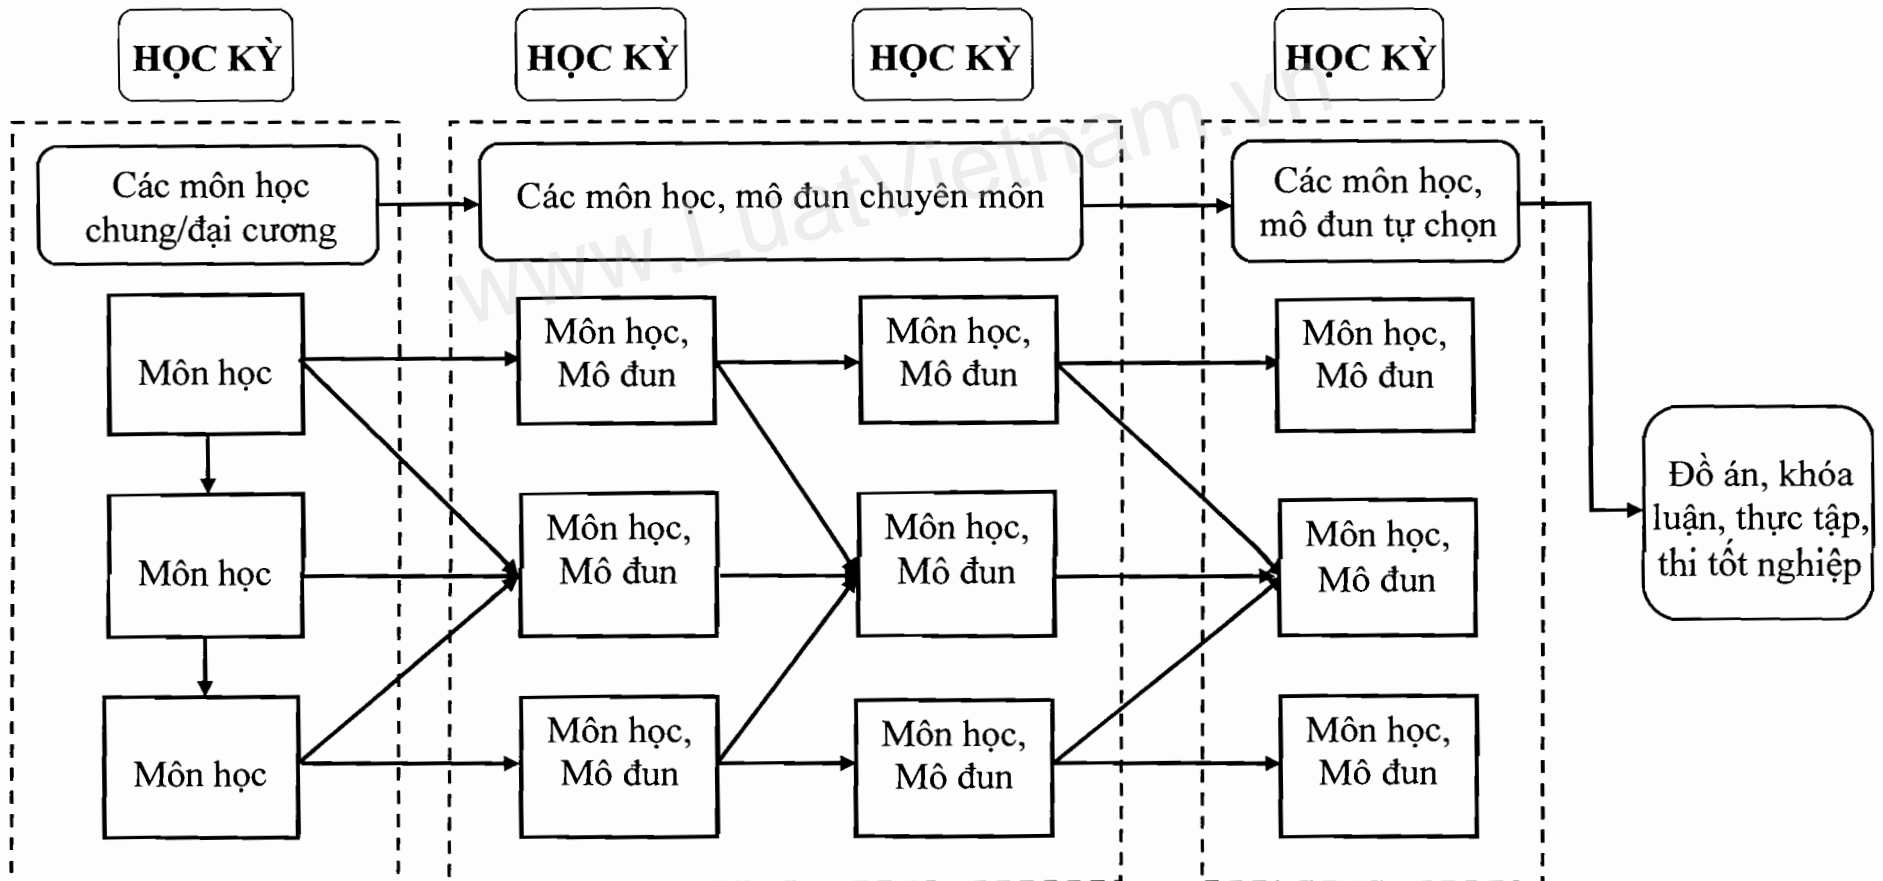 HỌC KỲ
HỌC KỲ
HỌC KỲ
HỌC KỲ
Các môn học
chung/đại cương
Các môn học, mô đun chuyên môn
Các môn học,
mô đun tự chọn
Môn học
Môn học,
Mô đun
Môn học,
Mô đun
Môn học,
Mô đun
Môn học
Môn học,
Mô đun
Môn học,
Mô đun
Môn học,
Mô đun
Đồ án, khóa
luận, thực tập,
thi tốt nghiệp
Môn học
Môn học,
Mô đun
Môn học,
Mô đun
Môn học,
Mô đun
www.LuatVietnam.vn